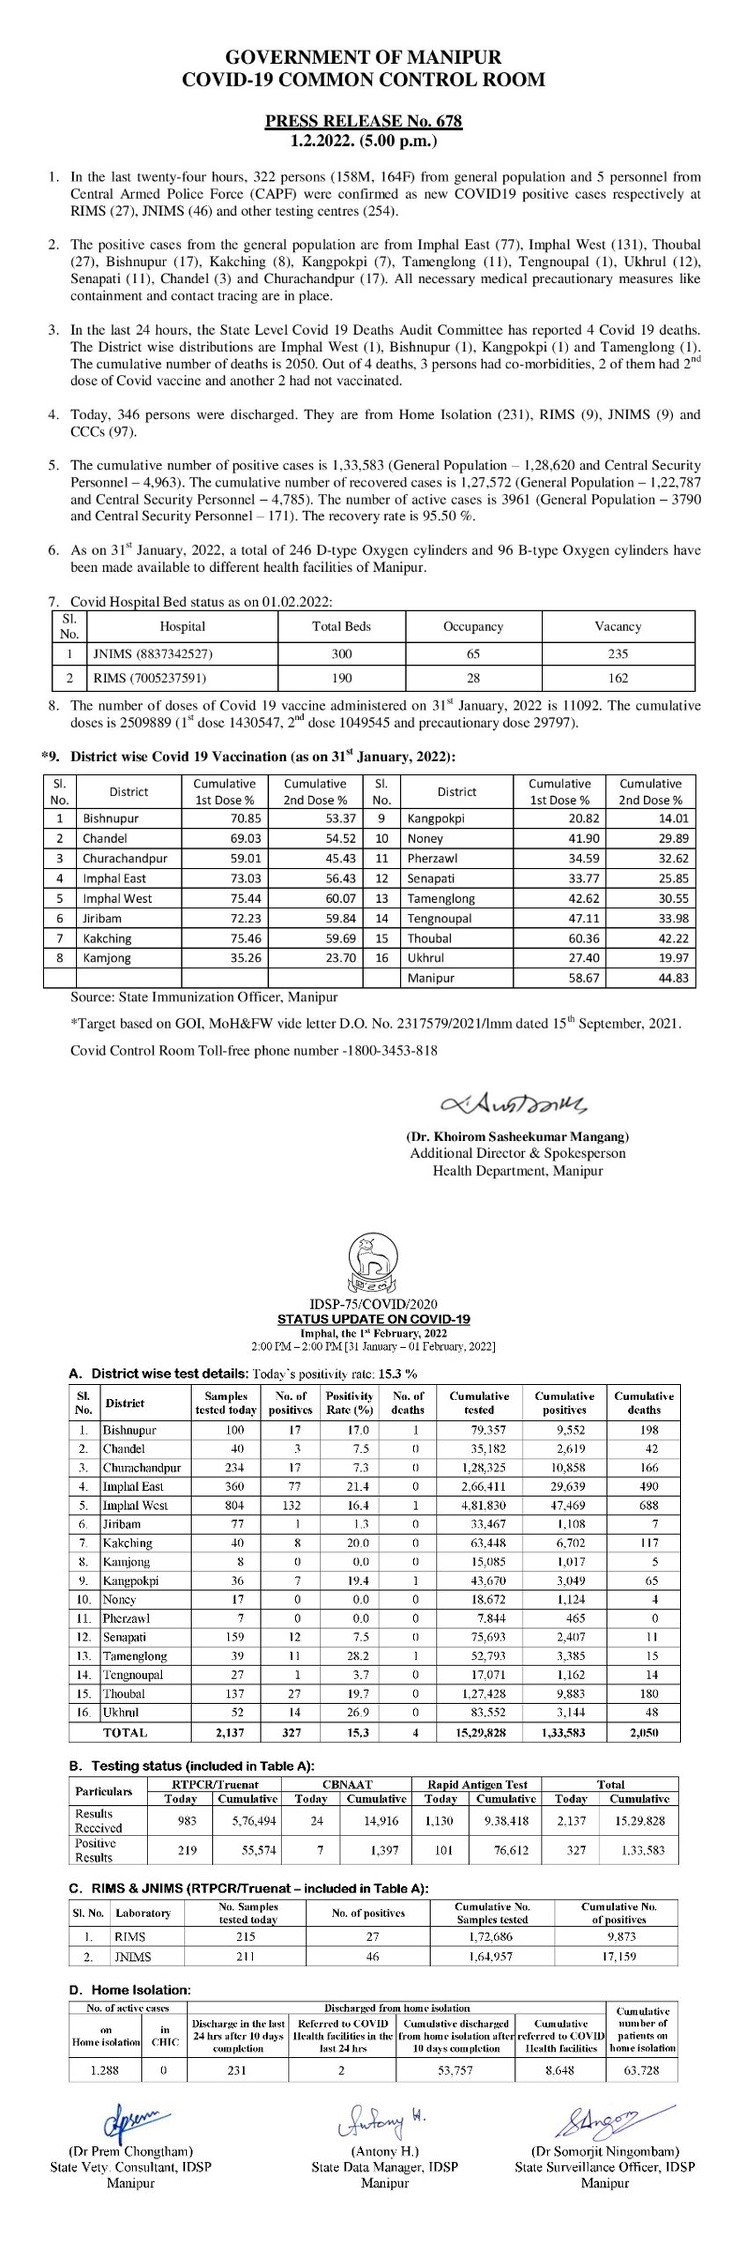 GOVERNMENT OF MANIPUR
COVID-19 COMMON CONTROL ROOM
PRESS RELEASE No. 678
1.2.2022. (5.00 p.m.)
1. In the last twenty-four hours, 322 persons (158M, 164F) from general population and 5 personnel from
Central Armed Police Force (CAPF) were confirmed as new COVID19 positive cases respectively at
RIMS (27), JNIMS (46) and other testing centres (254).
2. The positive cases from the general population are from Imphal East (77), Imphal West (131), Thoubal
(27), Bishnupur (17), Kakching (8), Kangpokpi (7), Tamenglong (11), Tengnoupal (1), Ukhrul (12),
Senapati (11), Chandel (3) and Churachandpur (17). All necessary medical precautionary measures like
containment and contact tracing are in place.
3. In the last 24 hours, the State Level Covid 19 Deaths Audit Committee has reported 4 Covid 19 deaths.
The District wise distributions are Imphal West (1), Bishnupur (1), Kangpokpi (1) and Tamenglong (1).
The cumulative number of deaths is 2050. Out of 4 deaths, 3 persons had co-morbidities, 2 of them had 2nd
dose of Covid vaccine and another 2 had not vaccinated.
4. Today, 346 persons were discharged. They are from Home Isolation (231), RIMS (9), JNIMS (9) and
CCCs (97).
5. The cumulative number of positive cases is 1,33,583 (General Population – 1,28,620 and Central Security
Personnel – 4,963). The cumulative number of recovered cases is 1,27,572 (General Population – 1,22,787
and Central Security Personnel – 4,785). The number of active cases is 3961 (General Population – 3790
and Central Security Personnel – 171). The recovery rate is 95.50 %.
6. As on 31st January, 2022, a total of 246 D-type Oxygen cylinders and 96 B-type Oxygen cylinders have
been made available to different health facilities of Manipur.
7. Covid Hospital Bed status as on 01.02.2022:
Sl. No. Hospital Total Beds Occupancy Vacancy
1 JNIMS (8837342527) 300 65 235
2 RIMS (7005237591) 190 28 162
8. The number of doses of Covid 19 vaccine administered on 31st January, 2022 is 11092. The cumulative
doses is 2509889 (1st dose 1430547, 2nd dose 1049545 and precautionary dose 29797).
*9. District wise Covid 19 Vaccination (as on 31st January, 2022):
Sl. No. District Cumulative 1st Dose % Cumulative 2nd Dose % Sl. No. District Cumulative 1st Dose % Cumulative 2nd Dose %
1 Bishnupur 70.85 53.37 9 Kangpokpi 20.82 14.01
2 Chandel 69.03 54.52 10 Noney 41.90 29.89
3 Churachandpur 59.01 45.43 11 Pherzawl 34.59 32.62
4 Imphal East 73.03 56.43 12 Senapati 33.77 25.85
5 Imphal West 75.44 60.07 13 Tamenglong 42.62 30.55
6 Jiribam 72.23 59.84 14 Tengnoupal 47.11 33.98
7 Kakching 75.46 59.69 15 Thoubal 60.36 42.22
8 Kamjong 35.26 23.70 16 Ukhrul 27.40 19.97
Manipur 58.67 44.83
Source: State Immunization Officer, Manipur
*Target based on GOI, MoH&FW vide letter D.O. No. 2317579/2021/Imm dated 15th September, 2021.
Covid Control Room Toll-free phone number -1800-3453-818
(Dr. Khoirom Sasheekumar Mangang)
Additional Director & Spokesperson
Health Department, Manipur
IDSP-75/COVID/2020
STATUS UPDATE ON COVID-19
Imphal, the 1st February, 2022
2:00 PM – 2:00 PM [31 January – 01 February, 2022]
A. District wise test details: Today's positivity rate: 15.3 %
Sl. No. District Samples tested today No. of positives Positivity Rate (%) No. of deaths Cumulative tested Cumulative positives Cumulative deaths
1. Bishnupur 100 17 17.0 1 79,357 9,552 198
2. Chandel 40 3 7.5 0 35,182 2,619 42
3. Churachandpur 234 17 7.3 0 1,28,325 10,858 166
4. Imphal East 360 77 21.4 0 2,66,411 29,639 490
5. Imphal West 804 132 16.4 1 4,81,830 47,469 688
6. Jiribam 77 1 1.3 0 33,467 1,108 7
7. Kakching 40 8 20.0 0 63,448 6,702 117
8. Kamjong 8 0 0.0 0 15,085 1,017 5
9. Kangpokpi 36 7 19.4 1 43,670 3,049 65
10. Noney 17 0 0.0 0 18,672 1,124 4
11. Pherzawl 7 0 0.0 0 7,844 465 0
12. Senapati 159 12 7.5 0 75,693 2,407 11
13. Tamenglong 39 11 28.2 1 52,793 3,385 15
14. Tengnoupal 27 1 3.7 0 17,071 1,162 14
15. Thoubal 137 27 19.7 0 1,27,428 9,883 180
16. Ukhrul 52 14 26.9 0 83,552 3,144 48
TOTAL 2,137 327 15.3 4 15,29,828 1,33,583 2,050
B. Testing status (included in Table A):
Particulars RTPCR/Truenat CBNAAT Rapid Antigen Test Total
Today Cumulative Today Cumulative Today Cumulative Today Cumulative
Results Received 983 5,76,494 24 14,916 1,130 9,38,418 2,137 15,29,828
Positive Results 219 55,574 7 1,397 101 76,612 327 1,33,583
C. RIMS & JNIMS (RTPCR/Truenat – included in Table A):
Sl. No. Laboratory No. Samples tested today No. of positives Cumulative No. Samples tested Cumulative No. of positives
1. RIMS 215 27 1,72,686 9,873
2. JNIMS 211 46 1,64,957 17,159
D. Home Isolation:
No. of active cases Discharged from home isolation Cumulative number of patients on home isolation
on Home isolation in CHIC Discharge in the last 24 hrs after 10 days completion Referred to COVID Health facilities in the last 24 hrs Cumulative discharged from home isolation after 10 days completion Cumulative referred to COVID Health facilities
1,288 0 231 2 53,757 8,648 63,728
Antony H.
(Dr Prem Chongtham) (Antony H.) (Dr Somorjit Ningombam)
State Vety. Consultant, IDSP State Data Manager, IDSP State Surveillance Officer, IDSP
Manipur Manipur Manipur